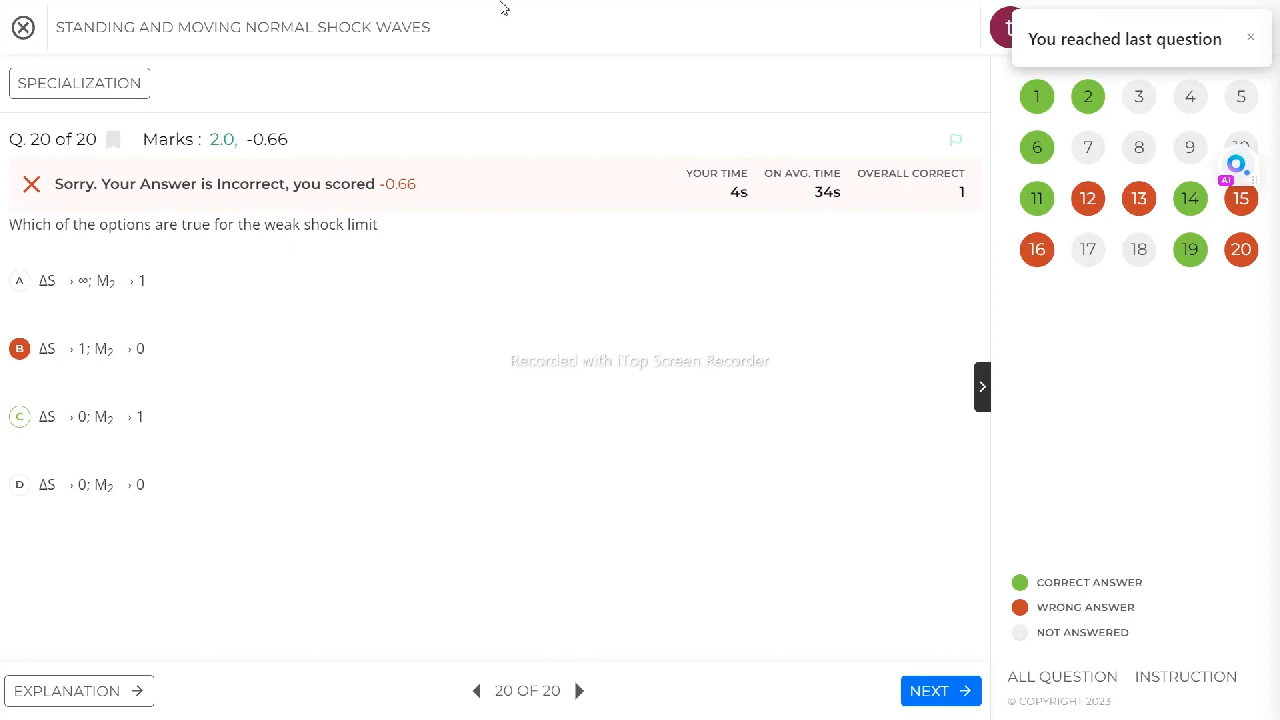 STANDING AND MOVING NORMAL SHOCK WAVES
You reached last question
SPECIALIZATION
Q. 20 of 20 Marks : 2.0, -0.66
Sorry. Your Answer is Incorrect, you scored -0.66
YOUR TIME ON AVG. TIME OVERALL CORRECT
4s 34s 1
Which of the options are true for the weak shock limit
A ΔS → ∞; M₂ → 1
B ΔS → 1; M₂ → 0
C ΔS → 0; M₂ → 1
D ΔS → 0; M₂ → 0
Recorded with iTop Screen Recorder
1 2 3 4 5
6 7 8 9 10
AI
11 12 13 14 15
16 17 18 19 20
CORRECT ANSWER
WRONG ANSWER
NOT ANSWERED
ALL QUESTION INSTRUCTION
© COPYRIGHT 2023
EXPLANATION →
20 OF 20
NEXT →